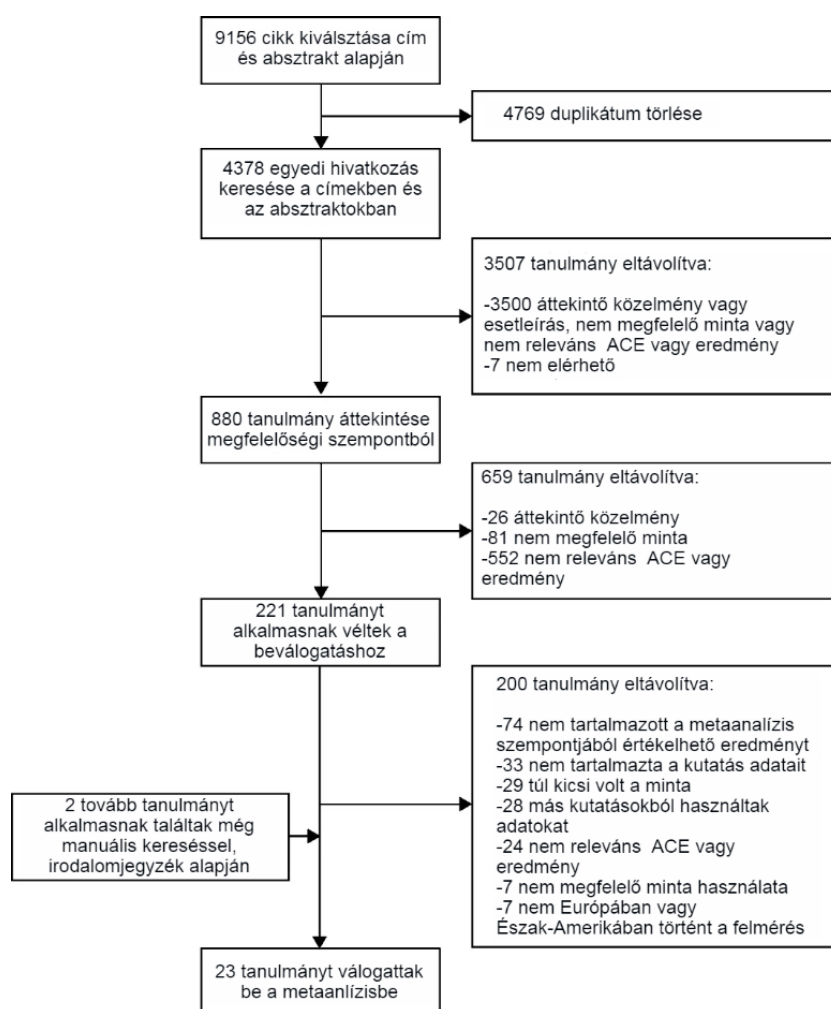 9156 cikk kiválsztása cím
és absztrakt alapján
4769 duplikátum törlése
4378 egyedi hivatkozás
keresése a címekben és
az absztraktokban
3507 tanulmány eltávolítva:
-3500 áttekintő közelmény vagy
esetleírás, nem megfelelő minta vagy
nem releváns ACE vagy eredmény
-7 nem elérhető
880 tanulmány áttekintése
megfelelőségi szempontból
659 tanulmány eltávolítva:
-26 áttekintő közelmény
-81 nem megfelelő minta
-552 nem releváns ACE vagy
eredmény
221 tanulmányt
alkalmasnak véltek a
beválogatáshoz
200 tanulmány eltávolítva:
-74 nem tartalmazott a metaanalízis
szempontjából értékelhető eredményt
-33 nem tartalmazta a kutatás adatait
-29 túl kicsi volt a minta
-28 más kutatásokból használtak
adatokat
-24 nem releváns ACE vagy
eredmény
-7 nem megfelelő minta használata
-7 nem Európában vagy
Észak-Amerikában történt a felmérés
2 tovább tanulmányt
alkalmasnak találtak még
manuális kereséssel,
irodalomjegyzék alapján
23 tanulmányt válogattak
be a metaanlízisbe